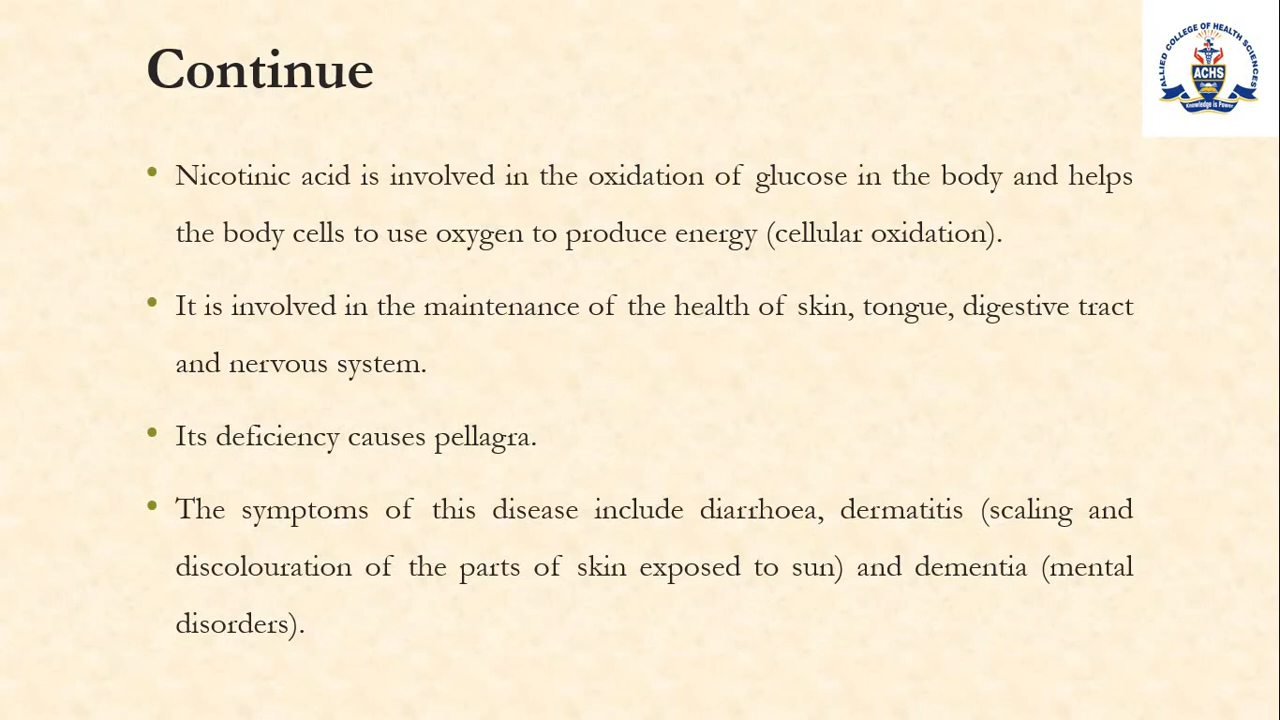 Continue
ALLIED COLLEGE OF HEALTH SCIENCES
ACHS
Knowledge is Power
• Nicotinic acid is involved in the oxidation of glucose in the body and helps
the body cells to use oxygen to produce energy (cellular oxidation).
• It is involved in the maintenance of the health of skin, tongue, digestive tract
and nervous system.
• Its deficiency causes pellagra.
• The symptoms of this disease include diarrhoea, dermatitis (scaling and
discolouration of the parts of skin exposed to sun) and dementia (mental
disorders).